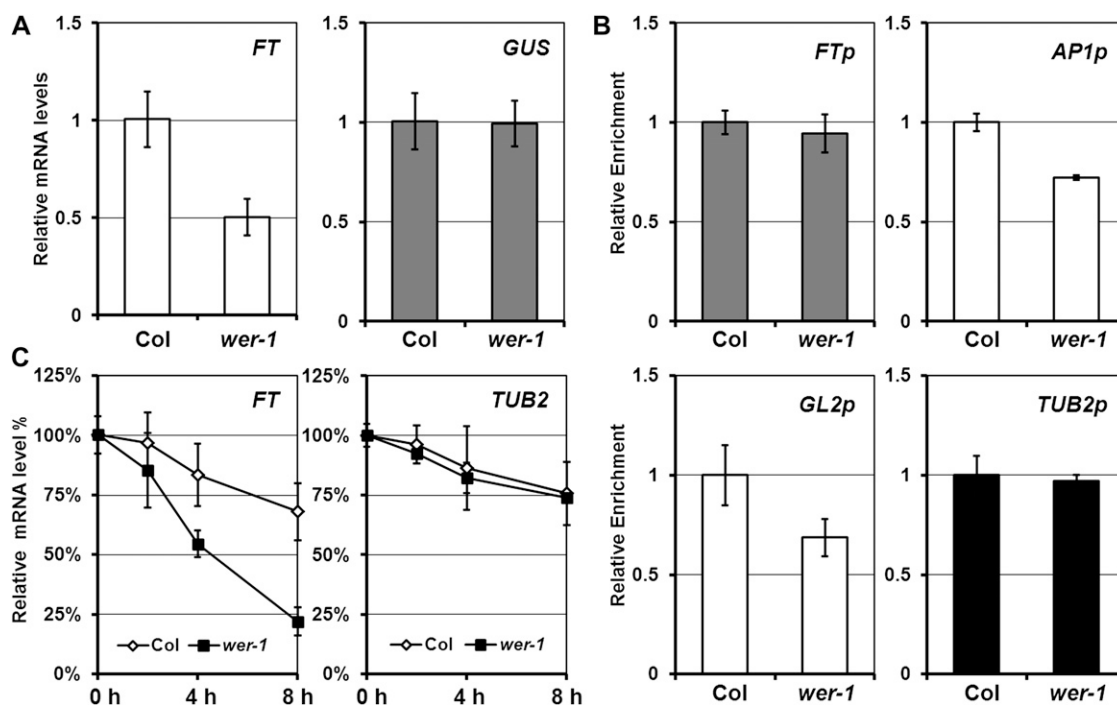 A
Relative mRNA levels
1.5
1
0.5
0
FT
Col wer-1
1.5
1
0.5
0
GUS
Col wer-1
B
Relative Enrichment
1.5
1
0.5
0
FTp
Col wer-1
1.5
1
0.5
0
AP1p
Col wer-1
C
Relative mRNA level %
125%
100%
75%
50%
25%
0%
FT
Col wer-1
0 h 4 h 8 h
125%
100%
75%
50%
25%
0%
TUB2
0 h 4 h 8 h
Relative Enrichment
1.5
1
0.5
0
GL2p
Col wer-1
1.5
1
0.5
0
TUB2p
Col wer-1